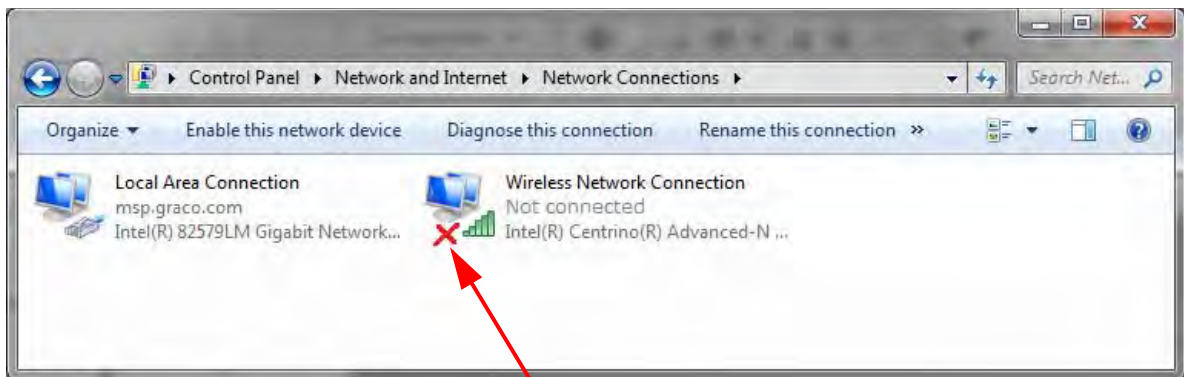 Control Panel ▸ Network and Internet ▸ Network Connections ▸
Search Net...
Organize Enable this network device Diagnose this connection Rename this connection »
Local Area Connection
msp.graco.com
Intel(R) 82579LM Gigabit Network...
Wireless Network Connection
Not connected
Intel(R) Centrino(R) Advanced-N ...